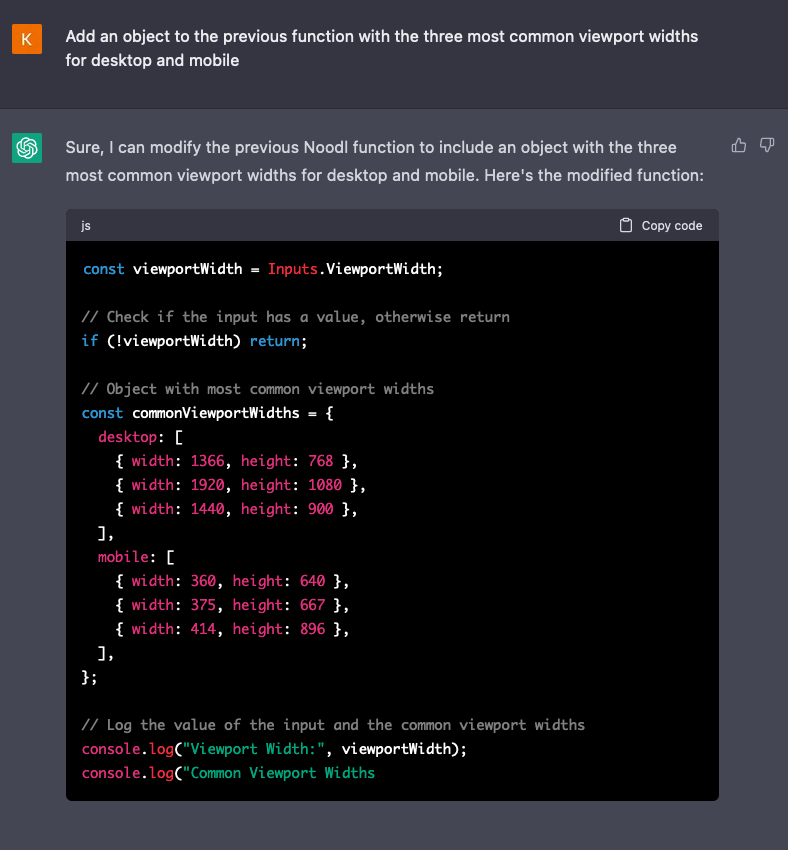 K
Add an object to the previous function with the three most common viewport widths
for desktop and mobile
Sure, I can modify the previous Noodl function to include an object with the three
most common viewport widths for desktop and mobile. Here's the modified function:
js
Copy code
const viewportWidth = Inputs.ViewportWidth;
// Check if the input has a value, otherwise return
if (!viewportWidth) return;
// Object with most common viewport widths
const commonViewportWidths = {
  desktop: [
    { width: 1366, height: 768 },
    { width: 1920, height: 1080 },
    { width: 1440, height: 900 },
  ],
  mobile: [
    { width: 360, height: 640 },
    { width: 375, height: 667 },
    { width: 414, height: 896 },
  ],
};
// Log the value of the input and the common viewport widths
console.log("Viewport Width:", viewportWidth);
console.log("Common Viewport Widths